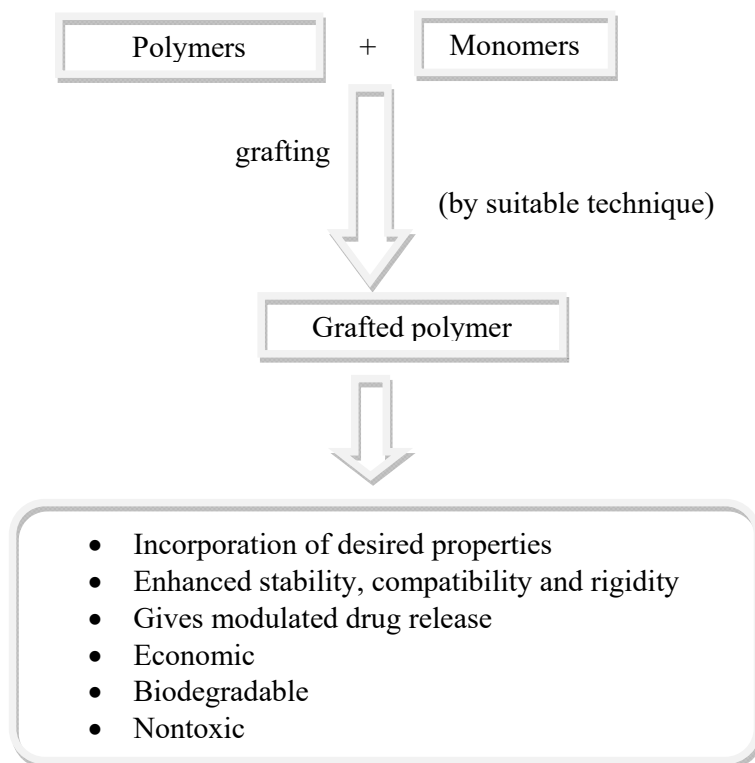 Polymers + Monomers
grafting
(by suitable technique)
Grafted polymer
• Incorporation of desired properties
• Enhanced stability, compatibility and rigidity
• Gives modulated drug release
• Economic
• Biodegradable
• Nontoxic